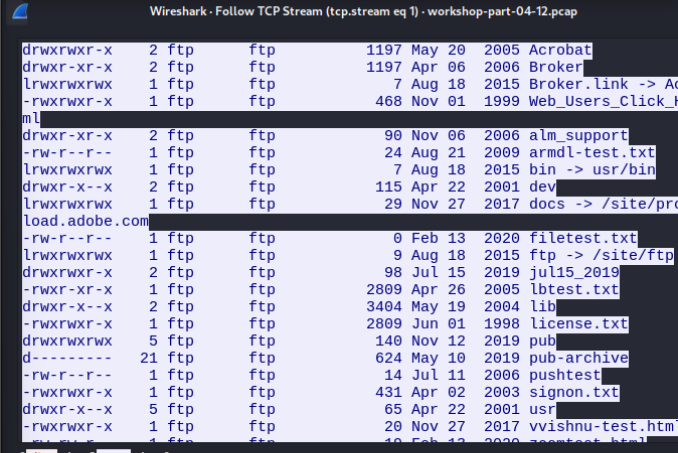 Wireshark · Follow TCP Stream (tcp.stream eq 1) · workshop-part-04-12.pcap
drwxrwxr-x 2 ftp ftp 1197 May 20 2005 Acrobat
drwxr-xr-x 2 ftp ftp 1197 Apr 06 2006 Broker
lrwxrwxrwx 1 ftp ftp 7 Aug 18 2015 Broker.link ->
-rwxrwxr-x 1 ftp ftp 468 Nov 01 1999 Web_Users_Click_
ml
drwxr-xr-x 2 ftp ftp 90 Nov 06 2006 alm_support
-rw-r--r-- 1 ftp ftp 24 Aug 21 2009 armdl-test.txt
lrwxrwxrwx 1 ftp ftp 7 Aug 18 2015 bin -> usr/bin
drwxr-x--x 2 ftp ftp 115 Apr 22 2001 dev
lrwxrwxrwx 1 ftp ftp 29 Nov 27 2017 docs -> /site/pro
load.adobe.com
-rw-r--r-- 1 ftp ftp 0 Feb 13 2020 filetest.txt
lrwxrwxrwx 1 ftp ftp 9 Aug 18 2015 ftp -> /site/ftp
drwxrwxr-x 2 ftp ftp 98 Jul 15 2019 jul15_2019
-rwxr-xr-x 1 ftp ftp 2809 Apr 26 2005 lbtest.txt
drwxr-x--x 2 ftp ftp 3404 May 19 2004 lib
-rwxrwxr-x 1 ftp ftp 2809 Jun 01 1998 license.txt
drwxrwxrwx 5 ftp ftp 140 Nov 12 2019 pub
d--------- 21 ftp ftp 624 May 10 2019 pub-archive
-rw-r--r-- 1 ftp ftp 14 Jul 11 2006 pushtest
-rwxrwxr-x 1 ftp ftp 431 Apr 02 2003 signon.txt
drwxr-x--x 5 ftp ftp 65 Apr 22 2001 usr
-rwxrwxr-x 1 ftp ftp 20 Nov 27 2017 vvishnu-test.html